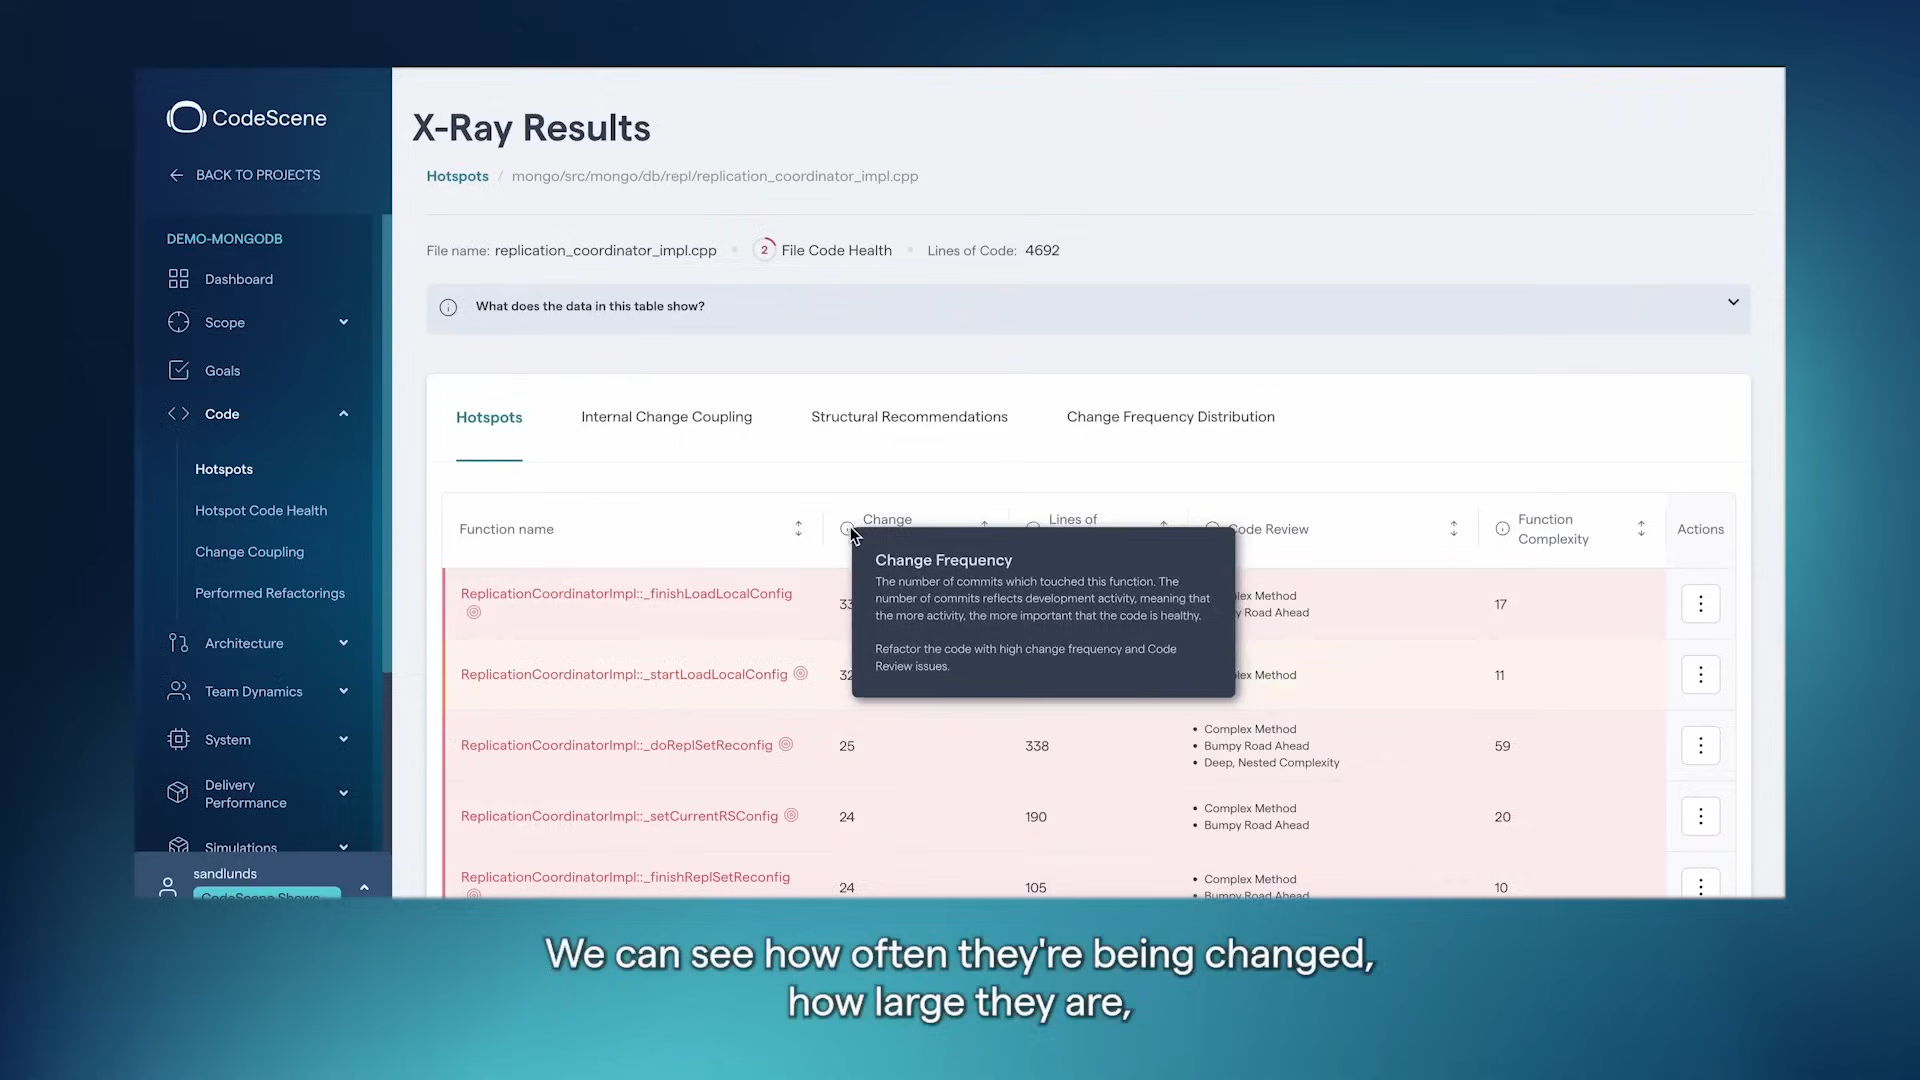 CodeScene
BACK TO PROJECTS
DEMO-MONGODB
Dashboard
Scope
Goals
Code
Hotspots
Hotspot Code Health
Change Coupling
Performed Refactorings
Architecture
Team Dynamics
System
Delivery
Performance
Simulations
sandlunds
CodeScene Shows
X-Ray Results
Hotspots / mongo/src/mongo/db/repl/replication_coordinator_impl.cpp
File name: replication_coordinator_impl.cpp 2 File Code Health Lines of Code: 4692
What does the data in this table show?
Hotspots Internal Change Coupling Structural Recommendations Change Frequency Distribution
Function name Change Lines of Code Review Function Complexity Actions
Change Frequency
The number of commits which touched this function. The
number of commits reflects development activity, meaning that
the more activity, the more important that the code is healthy.
Refactor the code with high change frequency and Code
Review issues.
ReplicationCoordinatorImpl::_finishLoadLocalConfig 17
y Road Ahead
ReplicationCoordinatorImpl::_startLoadLocalConfig 32 Method 11
ReplicationCoordinatorImpl::_doReplSetReconfig 25 338 59
• Complex Method
• Bumpy Road Ahead
• Deep, Nested Complexity
ReplicationCoordinatorImpl::_setCurrentRSConfig 24 190 20
• Complex Method
• Bumpy Road Ahead
ReplicationCoordinatorImpl::_finishReplSetReconfig 24 105 10
• Complex Method
• Bumpy Road Ahead
We can see how often they're being changed,
how large they are,